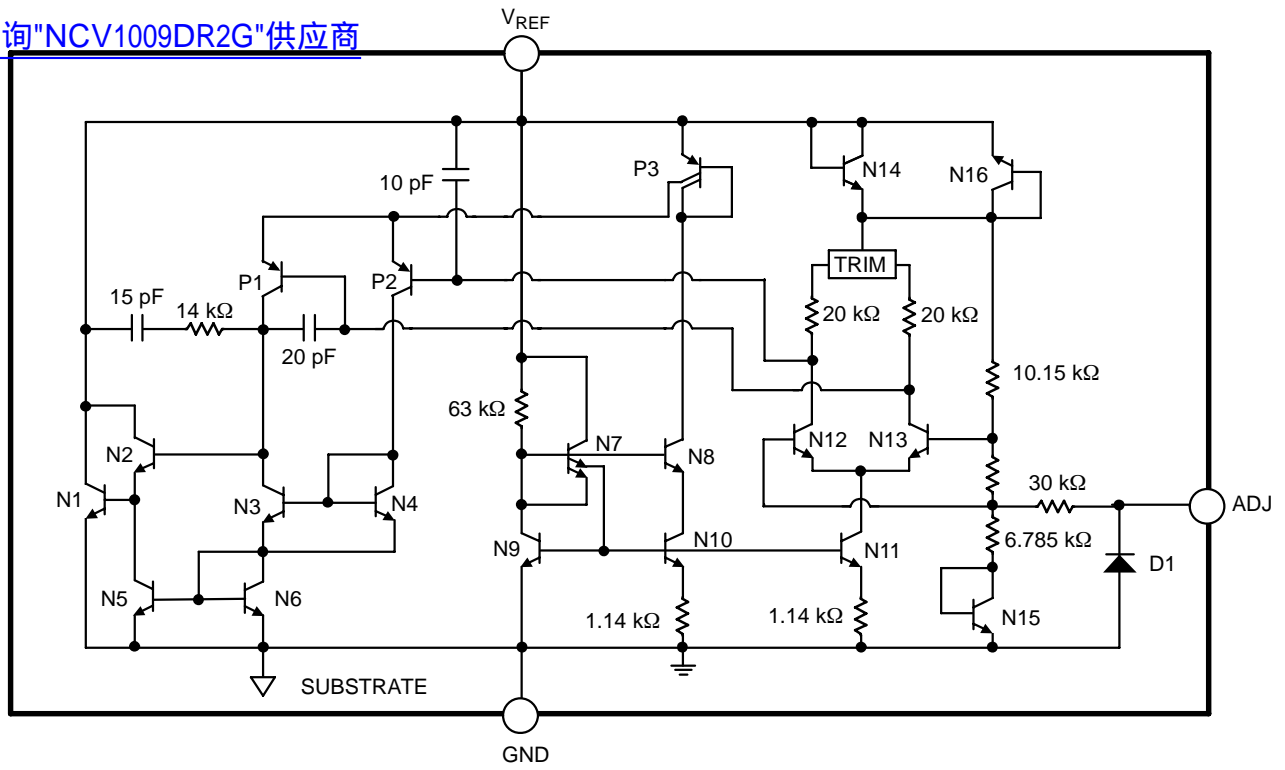 询"NCV1009DR2G"供应商
VREF
10 pF
P3
N14
N16
TRIM
P1
P2
15 pF
14 kΩ
20 pF
20 kΩ
20 kΩ
10.15 kΩ
63 kΩ
N7
N12
N13
N2
N8
N1
N3
N4
30 kΩ
ADJ
N9
N10
N11
6.785 kΩ
D1
N5
N6
1.14 kΩ
1.14 kΩ
N15
SUBSTRATE
GND